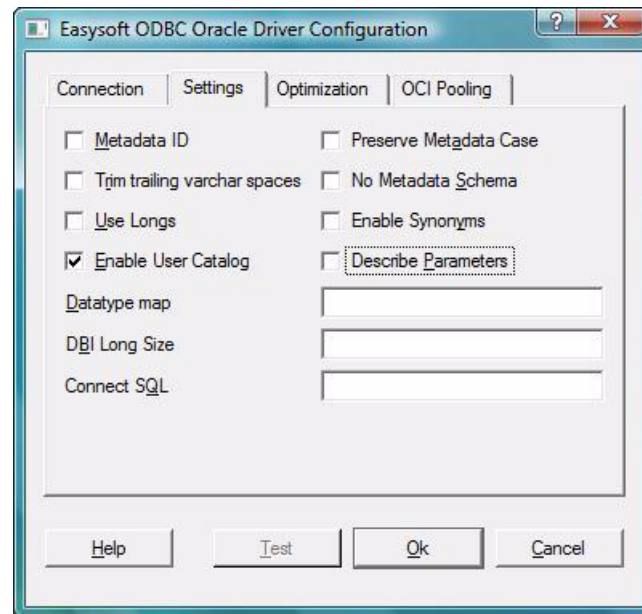 Easysoft ODBC Oracle Driver Configuration
Connection Settings Optimization OCI Pooling
Metadata ID Preserve Metadata Case
Trim trailing varchar spaces No Metadata Schema
Use Longs Enable Synonyms
Enable User Catalog Describe Parameters
Datatype map
DBI Long Size
Connect SQL
Help Test Ok Cancel